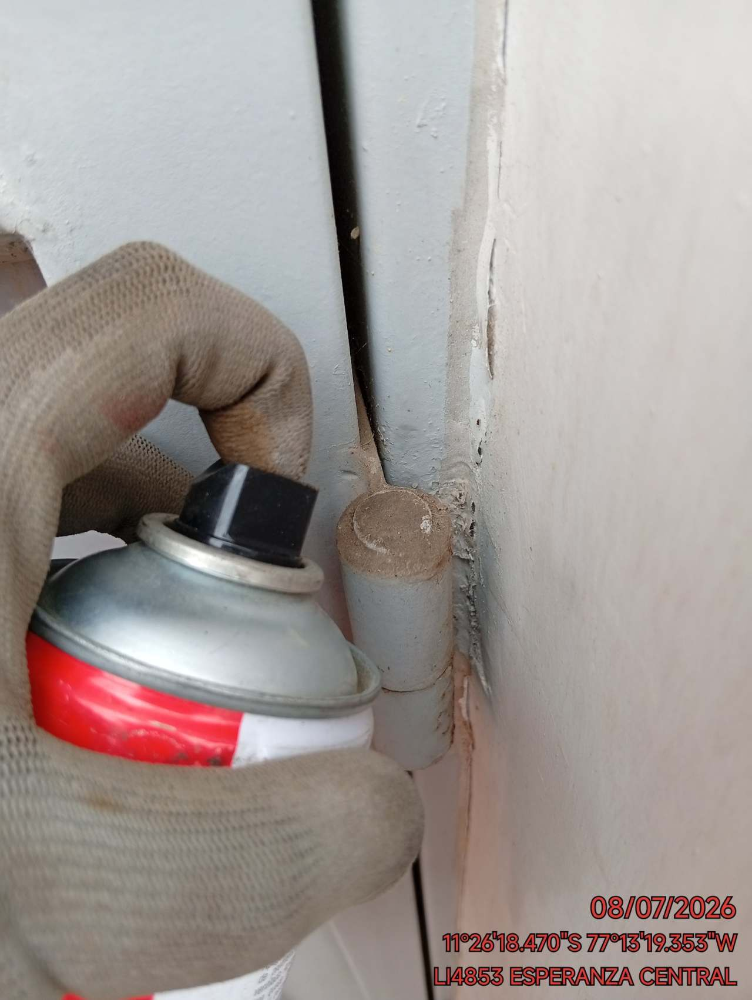 08/07/2026
11°26'18.470"S 77°13'19.353"W
LI4853 ESPERANZA CENTRAL